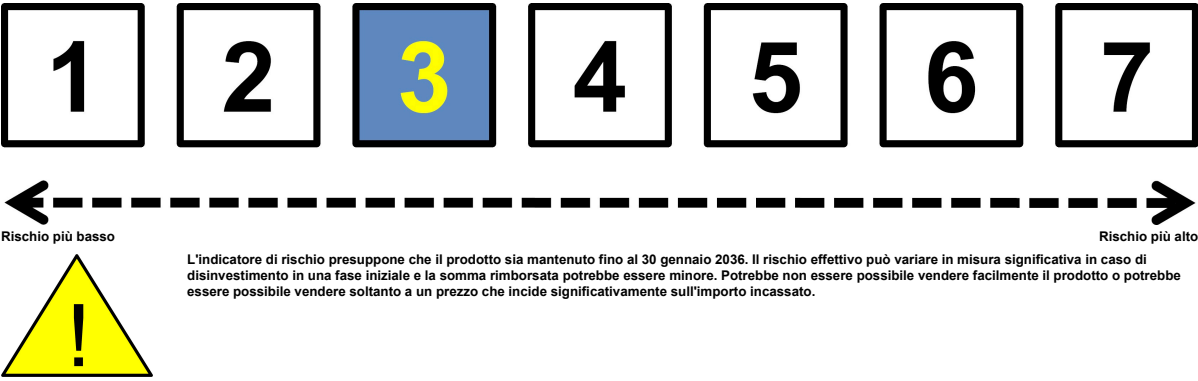 1 2 3 4 5 6 7
Rischio più basso Rischio più alto
L'indicatore di rischio presuppone che il prodotto sia mantenuto fino al 30 gennaio 2036. Il rischio effettivo può variare in misura significativa in caso di
disinvestimento in una fase iniziale e la somma rimborsata potrebbe essere minore. Potrebbe non essere possibile vendere facilmente il prodotto o potrebbe
essere possibile vendere soltanto a un prezzo che incide significativamente sull'importo incassato.
!